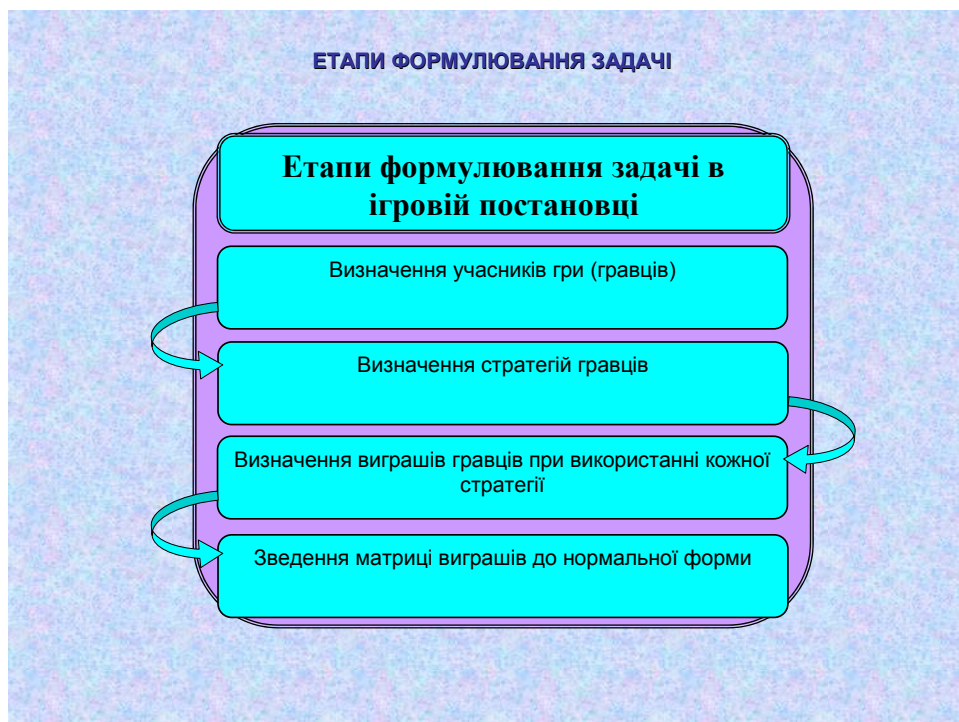 ЕТАПИ ФОРМУЛЮВАННЯ ЗАДАЧІ
Етапи формулювання задачі в
ігровій постановці
Визначення учасників гри (гравців)
Визначення стратегій гравців
Визначення виграшів гравців при використанні кожної
стратегії
Зведення матриці виграшів до нормальної форми